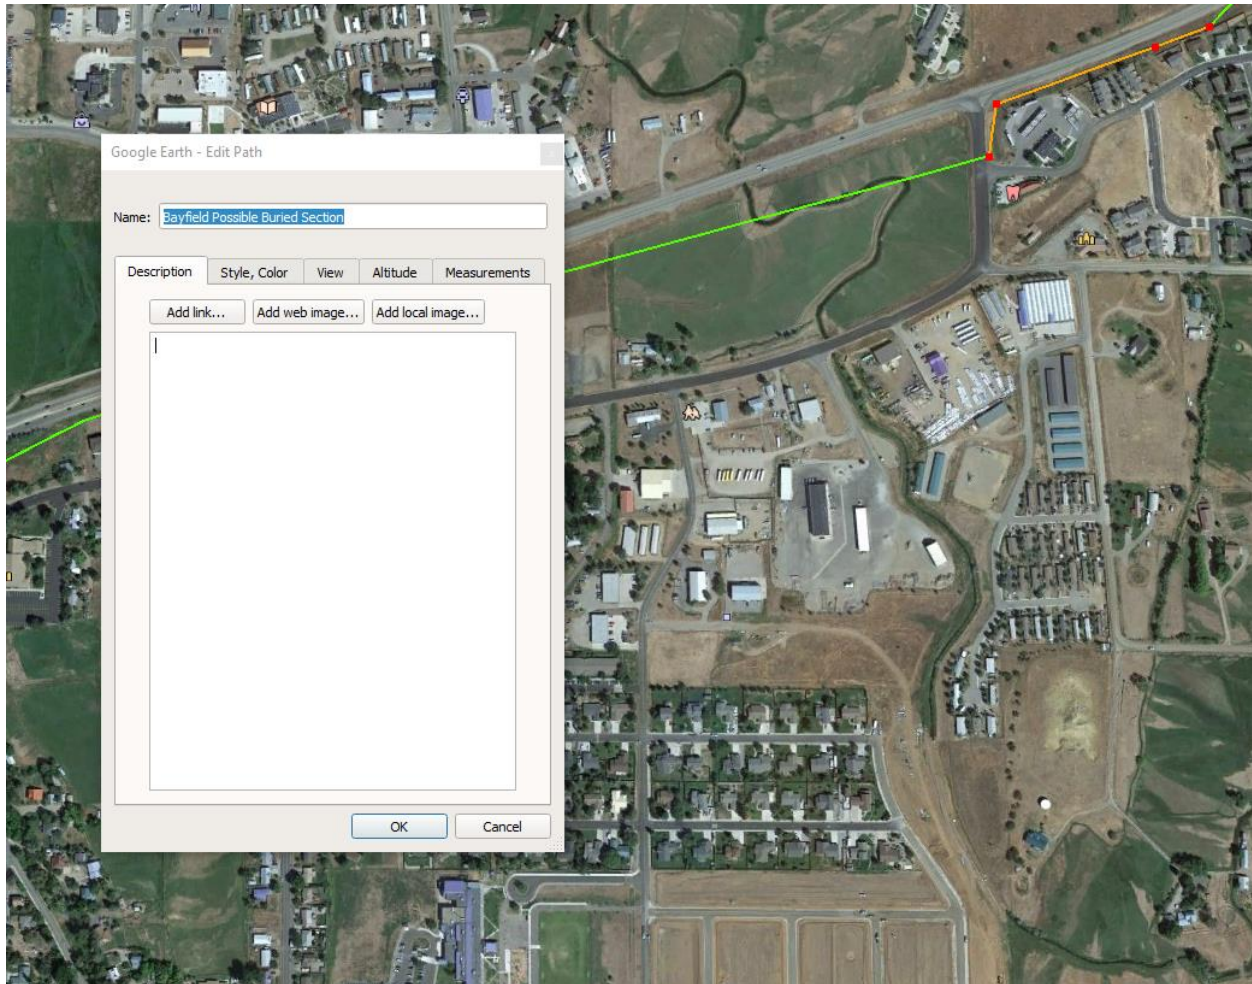 Google Earth - Edit Path
Name: Bayfield Possible Buried Section
Description Style, Color View Altitude Measurements
Add link... Add web image... Add local image...
OK Cancel